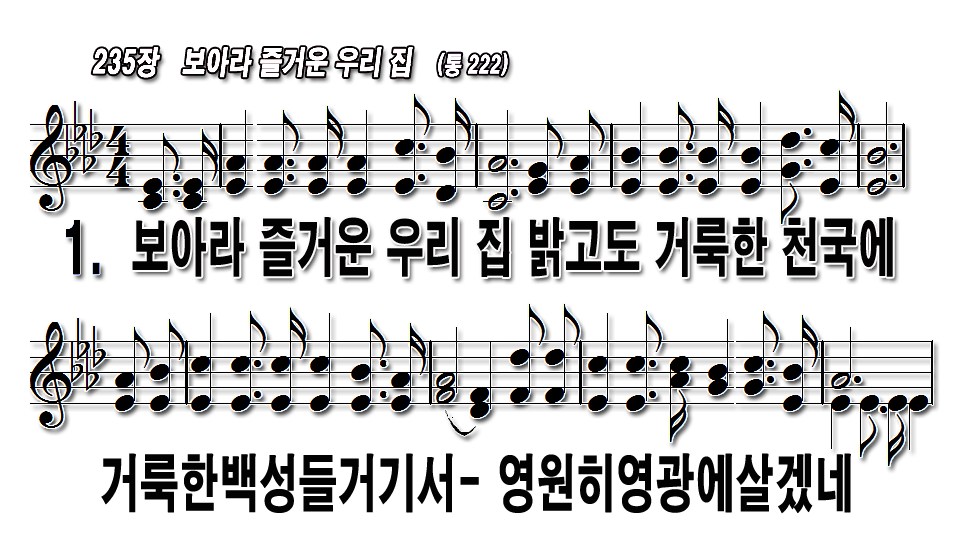 235장 보아라 즐거운 우리 집 (통 222)
4
4
1. 보아라 즐거운 우리 집 밝고도 거룩한 천국에
거룩한백성들거기서- 영원히영광에살겠네